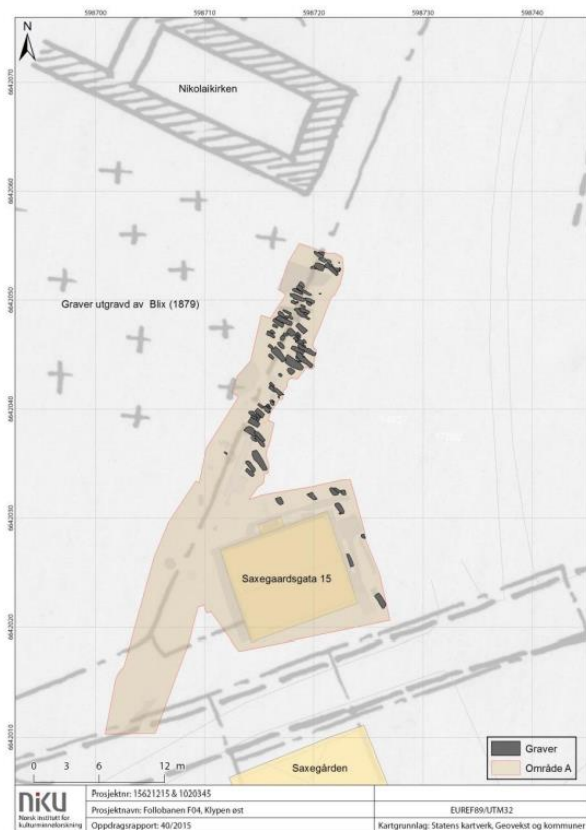 598700 598710 598720 598730 598740
N
6642070
Nikolaikirken
6642060
Graver utgravd av Blix (1879)
6642050
6642040
6642030
Saxegaardsgata 15
6642020
6642010
Graver
Område A
0 3 6 12 m
Saxegården
niku
Norsk institutt for
kulturminneforskning
Prosjektnr: 15621215 & 1020345
Prosjektnavn: Follobanen F04, Klypen øst
EUREF89/UTM32
Oppdragsrapport: 40/2015
Kartgrunnlag: Statens kartverk, Geovekst og kommuner